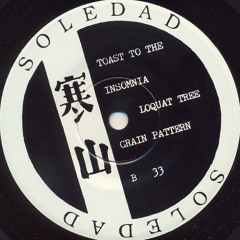 SOLEDAD
TOAST TO THE
INSOMNIA
LOQUAT TREE
GRAIN PATTERN
B 33
寒山
SOLEDAD